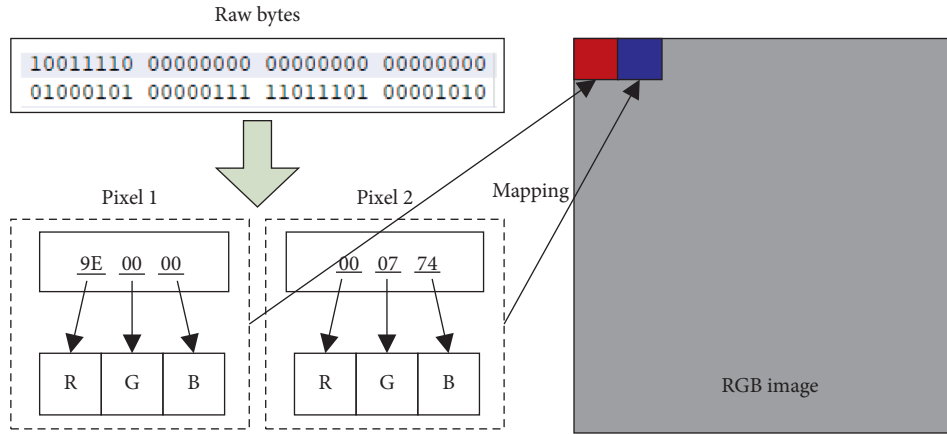 Raw bytes
10011110 00000000 00000000 00000000
01000101 00000111 11011101 00001010
Pixel 1
Pixel 2
Mapping
9E 00 00
00 07 74
R G B
R G B
RGB image